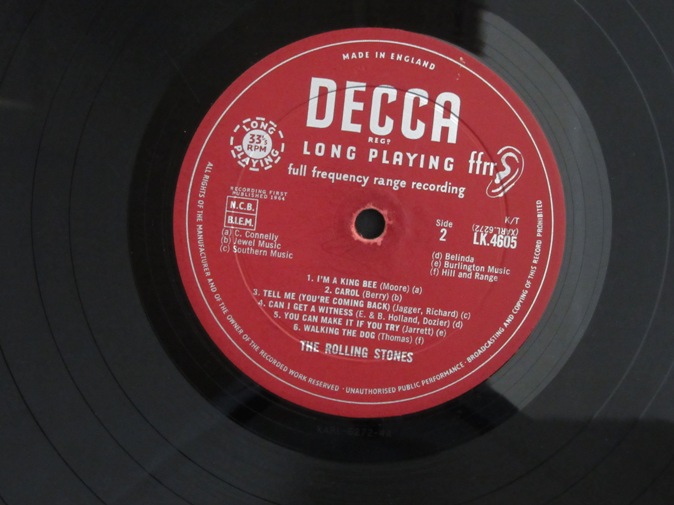 MADE IN ENGLAND
DECCA
REGD
LONG PLAYING
ffrr
full frequency range recording
LONG
33⅓
RPM
PLAYING
RECORDING FIRST
PUBLISHED 1964
N.C.B.
B.I.E.M.
(a) C. Connelly
(b) Jewel Music
(c) Southern Music
Side
2
T/K
(XARL.6272)
LK.4605
(d) Belinda
(e) Burlington Music
(f) Hill and Range
1. I'M A KING BEE (Moore) (a)
2. CAROL (Berry) (b)
3. TELL ME (YOU'RE COMING BACK) (Jagger, Richard) (c)
4. CAN I GET A WITNESS (E. & B. Holland, Dozier) (d)
5. YOU CAN MAKE IT IF YOU TRY (Jarrett) (e)
6. WALKING THE DOG (Thomas) (f)
THE ROLLING STONES
ALL RIGHTS OF THE MANUFACTURER AND OF THE OWNER OF THE RECORDED WORK RESERVED · UNAUTHORISED PUBLIC PERFORMANCE · BROADCASTING AND COPYING OF THIS RECORD PROHIBITED